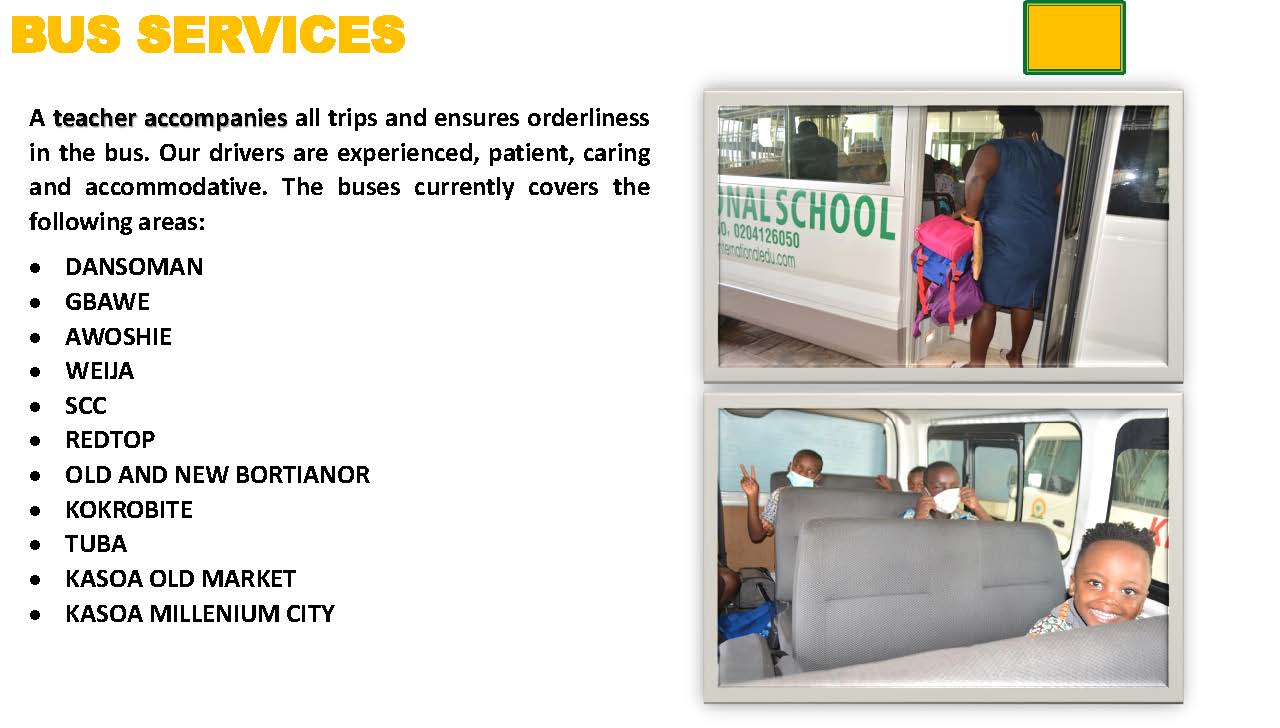 BUS SERVICES
A teacher accompanies all trips and ensures orderliness
in the bus. Our drivers are experienced, patient, caring
and accommodative. The buses currently covers the
following areas:
• DANSOMAN
• GBAWE
• AWOSHIE
• WEIJA
• SCC
• REDTOP
• OLD AND NEW BORTIANOR
• KOKROBITE
• TUBA
• KASOA OLD MARKET
• KASOA MILLENIUM CITY
ONAL SCHOOL
0204126050
nternationaledu.com